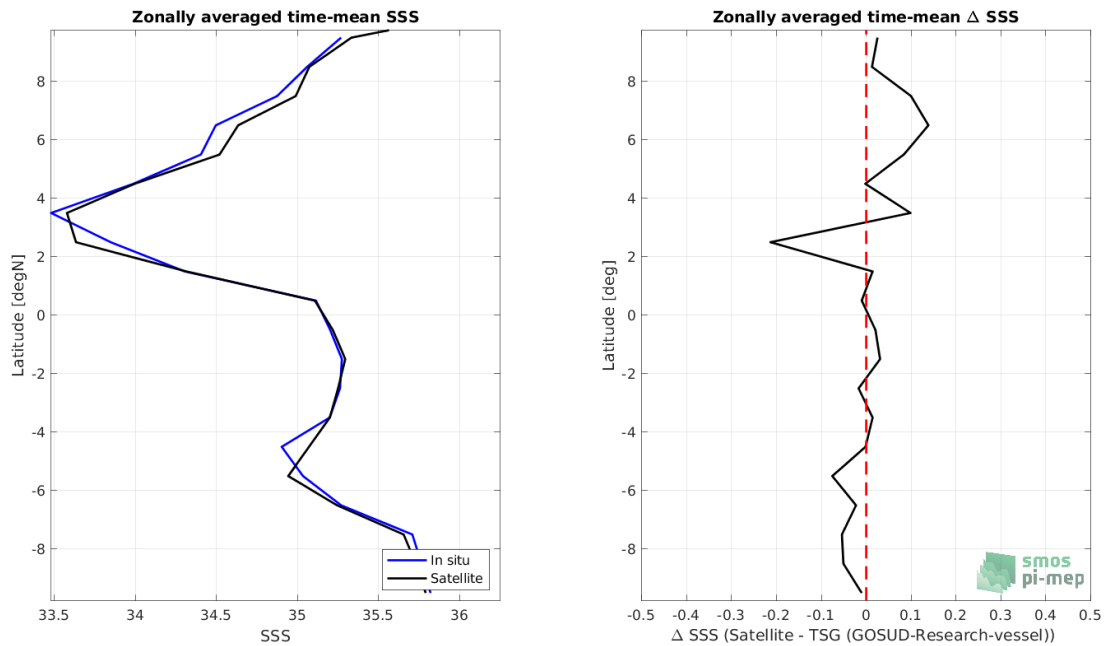 Zonally averaged time-mean SSS
8
6
4
2
0
-2
-4
-6
-8
Latitude [degN]
33.5 34 34.5 35 35.5 36
SSS
In situ
Satellite
Zonally averaged time-mean Δ SSS
8
6
4
2
0
-2
-4
-6
-8
Latitude [deg]
-0.5 -0.4 -0.3 -0.2 -0.1 0 0.1 0.2 0.3 0.4 0.5
Δ SSS (Satellite - TSG (GOSUD-Research-vessel))
smos
pi-mep